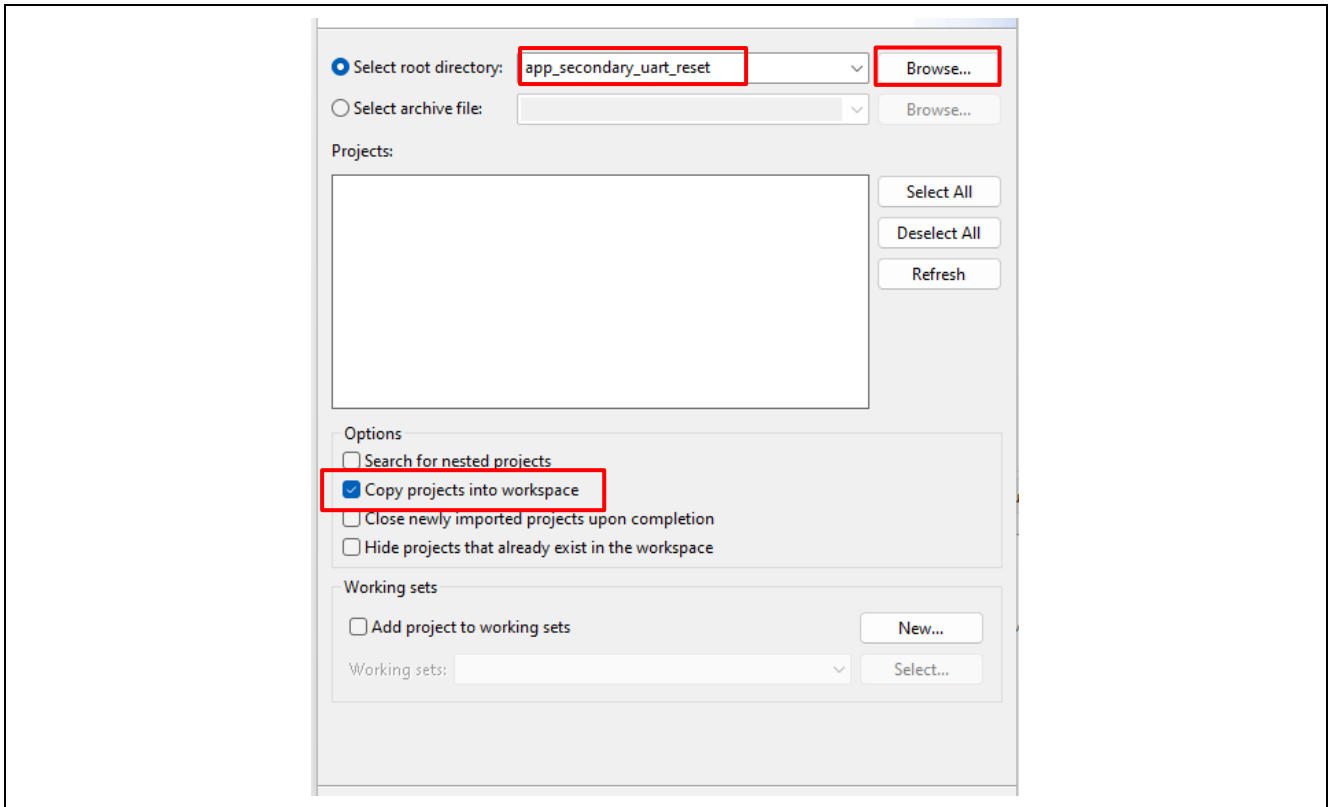 Select root directory: app_secondary_uart_reset Browse...
Select archive file: Browse...
Projects:
Select All
Deselect All
Refresh
Options
Search for nested projects
Copy projects into workspace
Close newly imported projects upon completion
Hide projects that already exist in the workspace
Working sets
Add project to working sets New...
Working sets: Select...